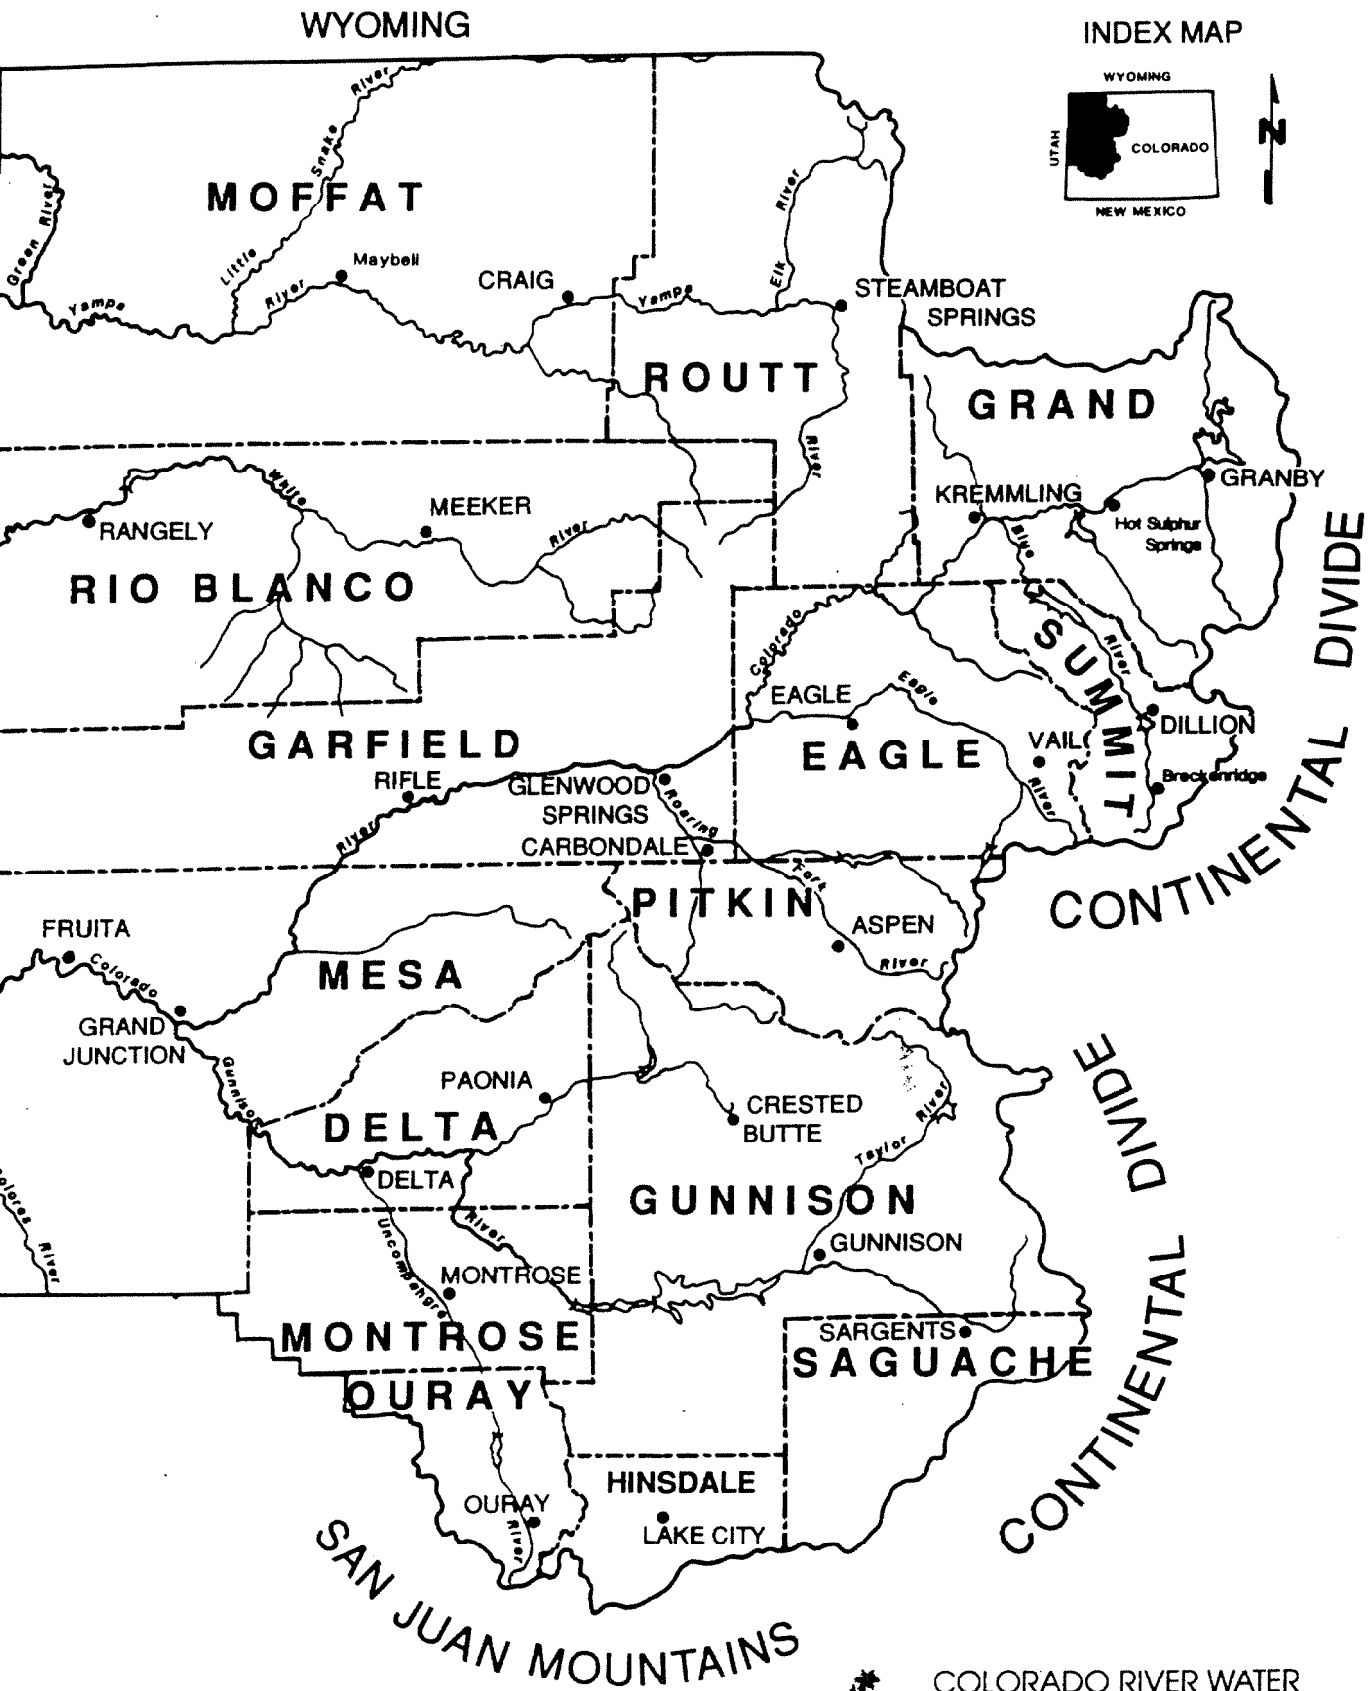 WYOMING
INDEX MAP
WYOMING
UTAH
COLORADO
NEW MEXICO
N
River
Snake
Little
MOFFAT
Green River
Yampa
River
Maybell
CRAIG
Yampa
Elk
River
STEAMBOAT
SPRINGS
ROUTT
GRAND
White
RANGELY
MEEKER
River
RIO BLANCO
KREMMLING
GRANBY
Hot Sulphur
Springs
Colorado
SUMMIT
River
EAGLE
Eagle
GARFIELD
EAGLE
VAIL
DILLION
River
Breckenridge
RIFLE
GLENWOOD
SPRINGS
Roaring
River
CARBONDALE
Fork
PITKIN
ASPEN
River
CONTINENTAL DIVIDE
FRUITA
Colorado
MESA
GRAND
JUNCTION
Gunnison
PAONIA
DELTA
CRESTED
BUTTE
Taylor River
DELTA
GUNNISON
River
River
Uncompahgre
GUNNISON
MONTROSE
MONTROSE
SARGENTS
SAGUACHE
OURAY
HINSDALE
OURAY
River
LAKE CITY
CONTINENTAL DIVIDE
SAN JUAN MOUNTAINS
COLORADO RIVER WATER